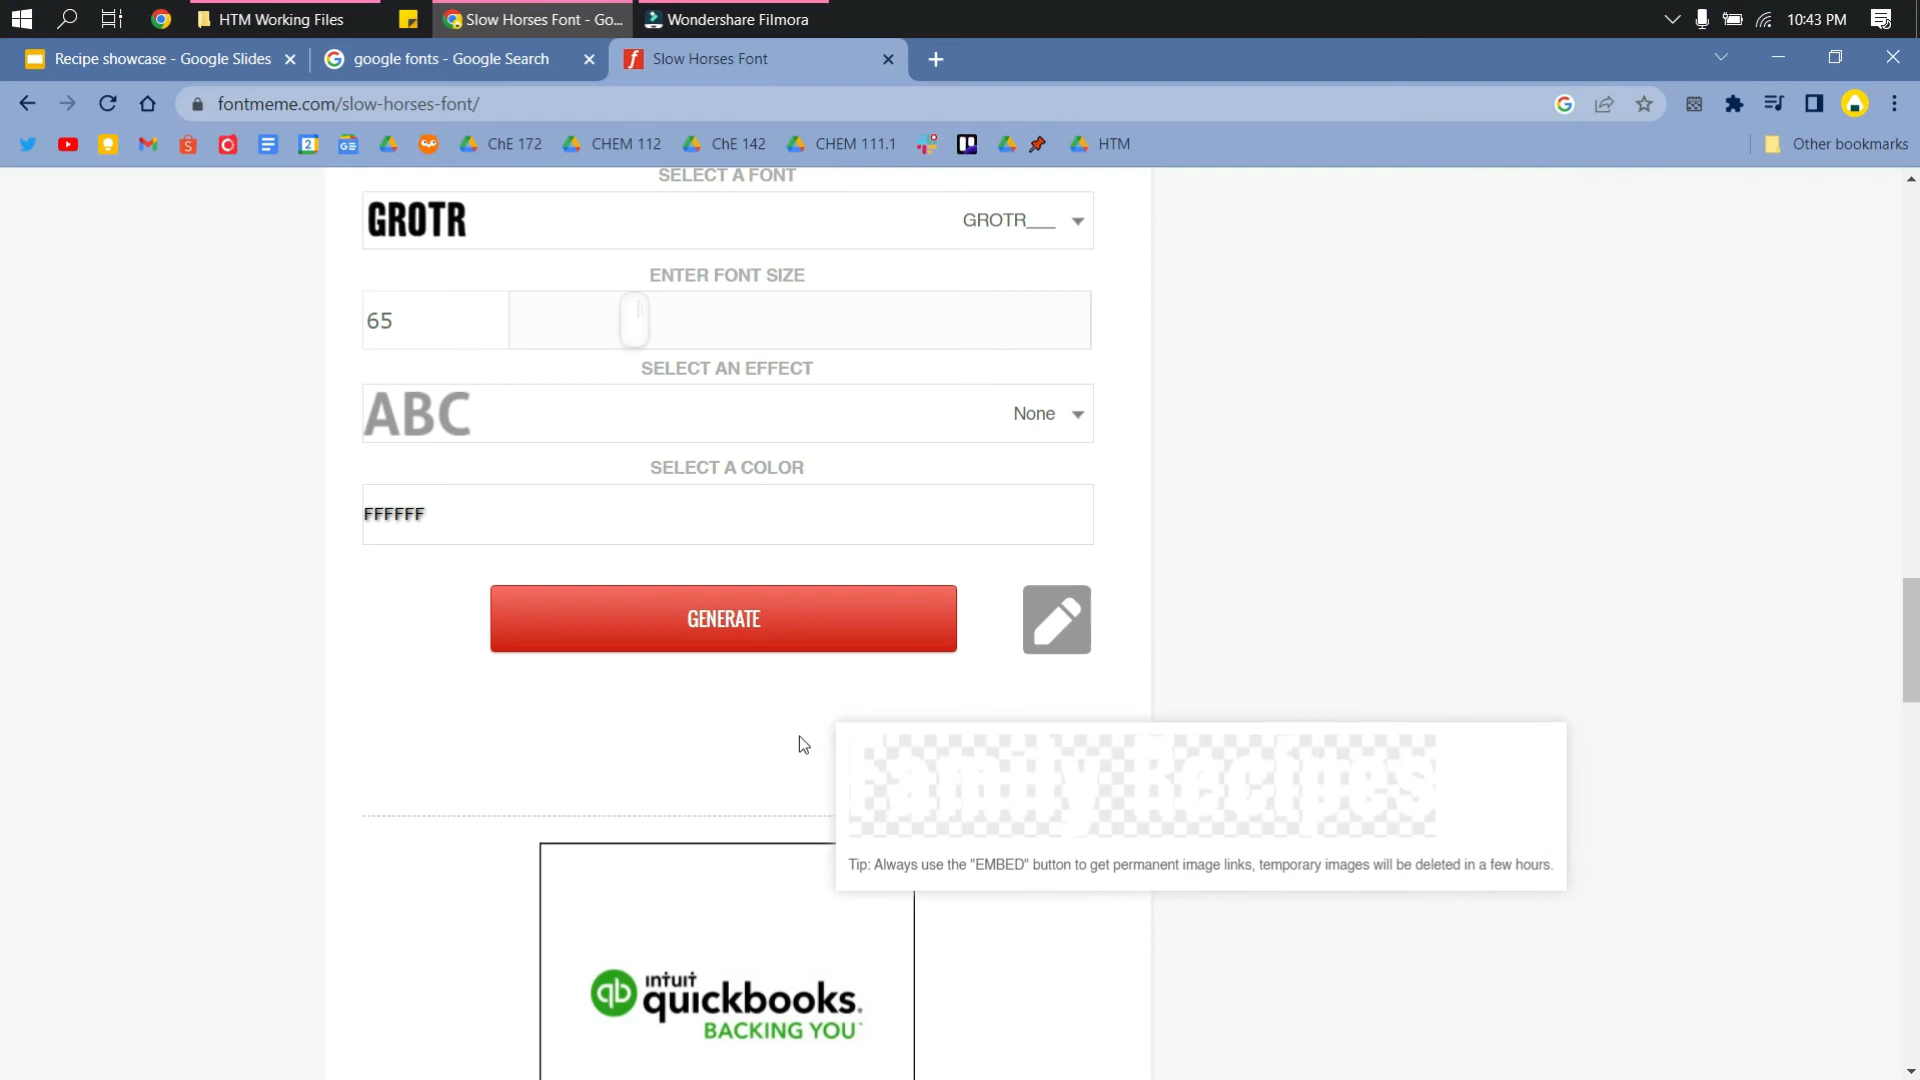 HTM Working Files
Slow Horses Font - Go...
Wondershare Filmora
10:43 PM
Recipe showcase - Google Slides
google fonts - Google Search
Slow Horses Font
fontmeme.com/slow-horses-font/
ChE 172
CHEM 112
ChE 142
CHEM 111.1
HTM
Other bookmarks
SELECT A FONT
GROTR
GROTR___
ENTER FONT SIZE
65
SELECT AN EFFECT
ABC
None
SELECT A COLOR
FFFFFF
GENERATE
Family Recipes
Tip: Always use the "EMBED" button to get permanent image links, temporary images will be deleted in a few hours.
qb
intuit
quickbooks.
BACKING YOU™